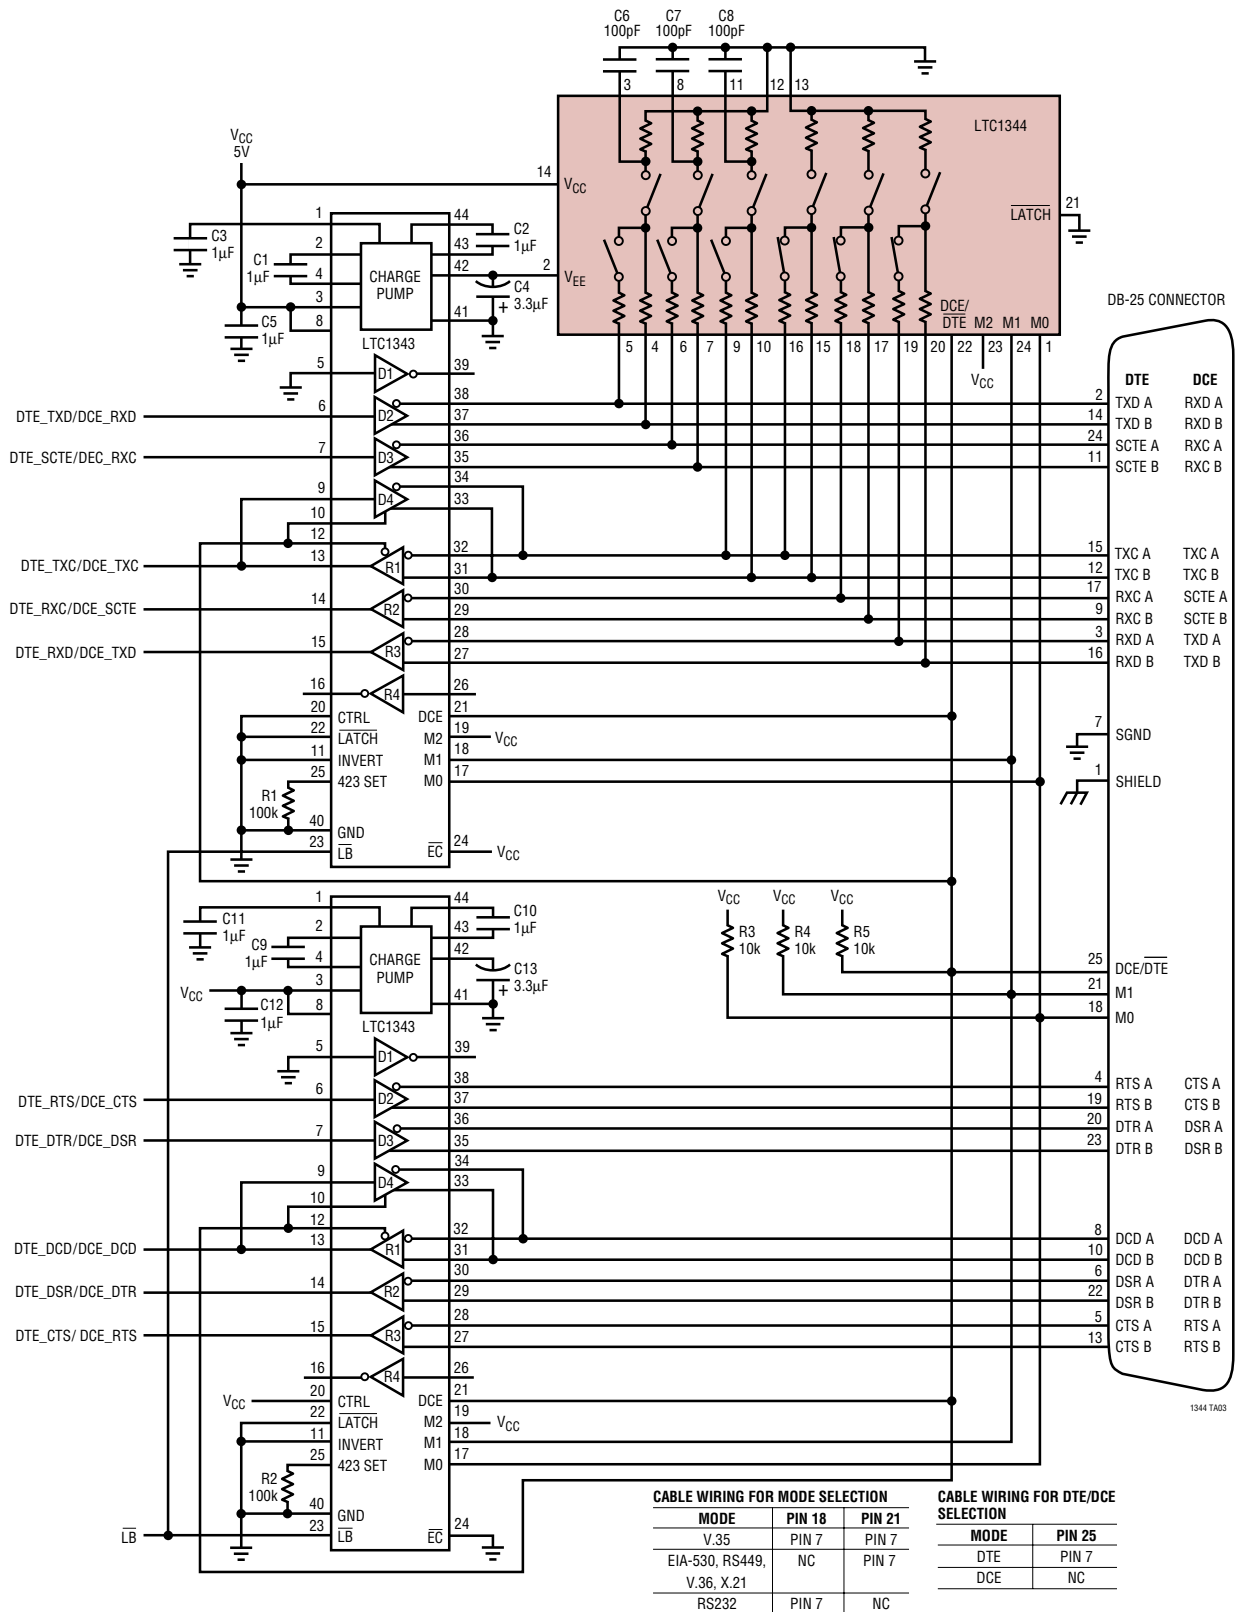 C6
100pF
C7
100pF
C8
100pF
3
8
11
12
13
LTC1344
VCC
5V
14
VCC
LATCH
21
1
44
C3
1µF
C2
1µF
2
43
C1
1µF
4
CHARGE
PUMP
42
2
VEE
C4
3.3µF
+
3
8
41
C5
1µF
LTC1343
DCE/
DTE
M2
M1
M0
5
4
6
7
9
10
16
15
18
17
19
20
22
23
24
1
VCC
DB-25 CONNECTOR
DTE
DCE
5
D1
39
DTE_TXD/DCE_RXD
6
D2
38
37
2
TXD A
RXD A
14
TXD B
RXD B
DTE_SCTE/DEC_RXC
7
D3
36
35
24
SCTE A
RXC A
11
SCTE B
RXC B
9
D4
34
33
10
12
DTE_TXC/DCE_TXC
13
R1
32
31
15
TXC A
TXC A
12
TXC B
TXC B
DTE_RXC/DCE_SCTE
14
R2
30
29
17
RXC A
SCTE A
9
RXC B
SCTE B
DTE_RXD/DCE_TXD
15
R3
28
27
3
RXD A
TXD A
16
RXD B
TXD B
16
R4
26
20
CTRL
DCE
21
22
LATCH
M2
19
VCC
11
INVERT
M1
18
25
423 SET
M0
17
R1
100k
40
GND
23
LB
EC
24
VCC
7
SGND
1
SHIELD
1
44
C11
1µF
C10
1µF
2
43
C9
1µF
4
CHARGE
PUMP
42
C13
3.3µF
+
VCC
3
8
41
C12
1µF
LTC1343
VCC
VCC
VCC
R3
10k
R4
10k
R5
10k
25
DCE/DTE
21
M1
18
M0
5
D1
39
DTE_RTS/DCE_CTS
6
D2
38
37
4
RTS A
CTS A
19
RTS B
CTS B
DTE_DTR/DCE_DSR
7
D3
36
35
20
DTR A
DSR A
23
DTR B
DSR B
9
D4
34
33
10
12
DTE_DCD/DCE_DCD
13
R1
32
31
8
DCD A
DCD A
10
DCD B
DCD B
DTE_DSR/DCE_DTR
14
R2
30
29
6
DSR A
DTR A
22
DSR B
DTR B
DTE_CTS/ DCE_RTS
15
R3
28
27
5
CTS A
RTS A
13
CTS B
RTS B
16
R4
26
VCC
20
CTRL
DCE
21
22
LATCH
M2
19
VCC
11
INVERT
M1
18
25
423 SET
M0
17
R2
100k
40
GND
LB
23
LB
EC
24
1344 TA03
CABLE WIRING FOR MODE SELECTION
MODE PIN 18 PIN 21
V.35 PIN 7 PIN 7
EIA-530, RS449, NC PIN 7
V.36, X.21
RS232 PIN 7 NC
CABLE WIRING FOR DTE/DCE
SELECTION
MODE PIN 25
DTE PIN 7
DCE NC